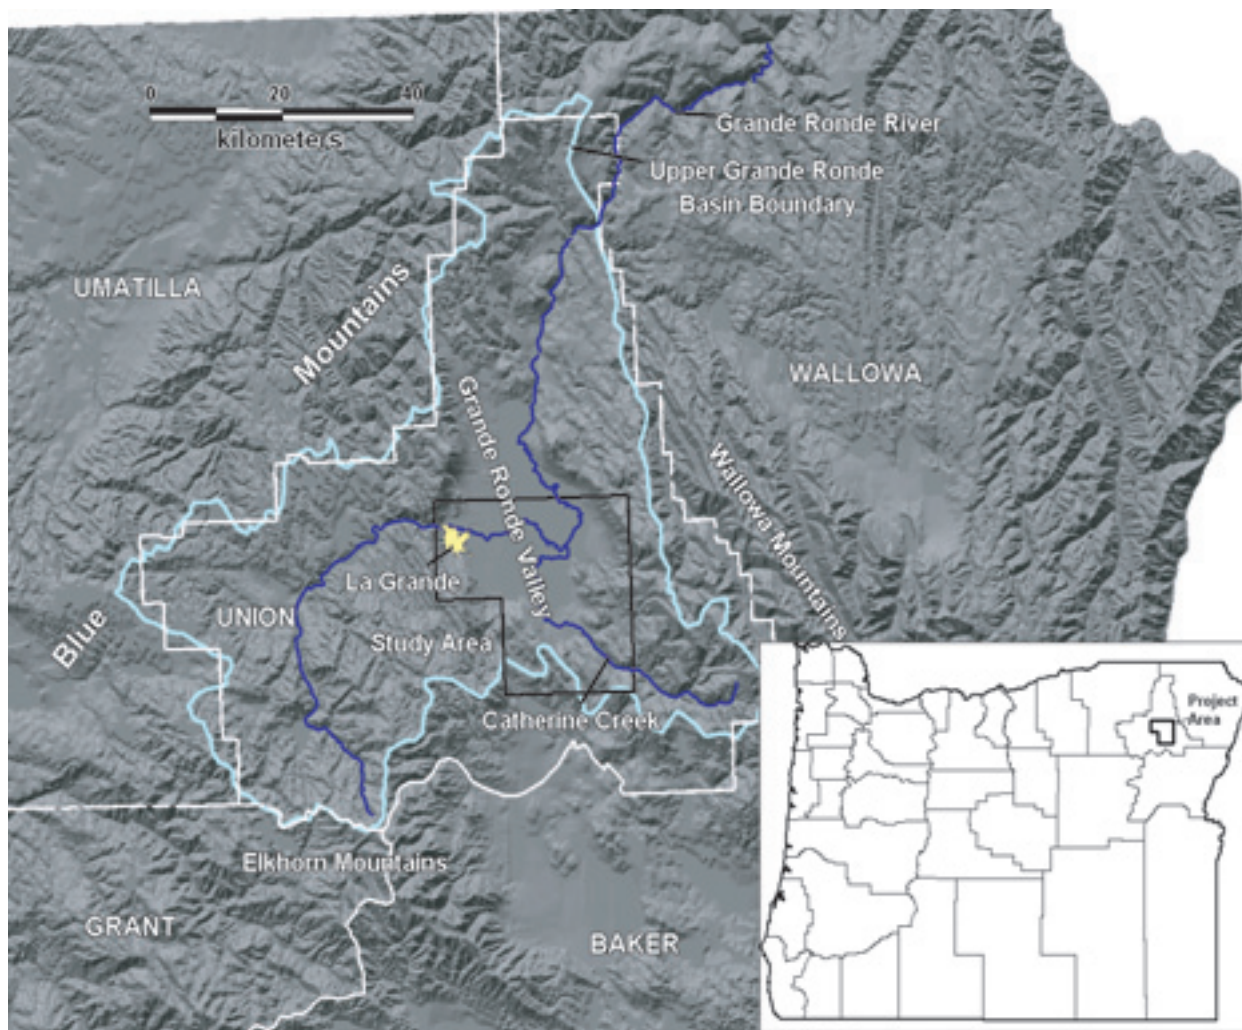 0 20 40
kilometers
Grande Ronde River
Upper Grande Ronde
Basin Boundary
UMATILLA
Mountains
WALLOWA
Grande Ronde Valley
Wallowa Mountains
La Grande
UNION
Blue
Study Area
Catherine Creek
Project
Area
Elkhorn Mountains
GRANT
BAKER